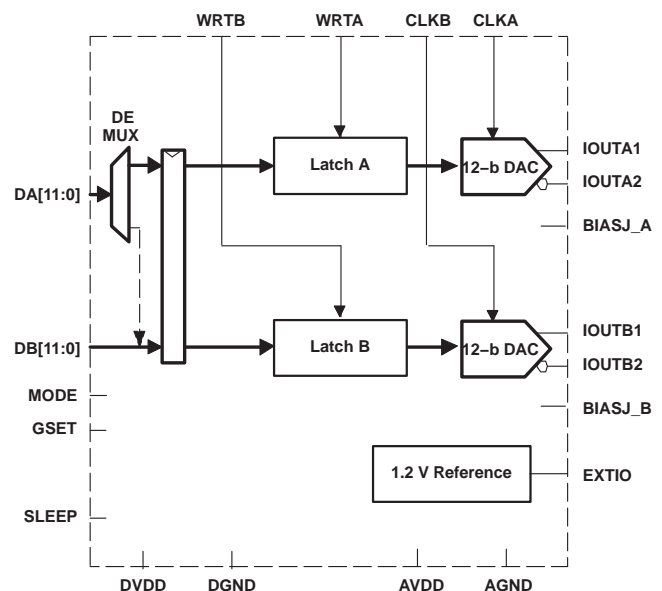 WRTB WRTA CLKB CLKA
DE
MUX
DA[11:0]
Latch A
12–b DAC
IOUTA1
IOUTA2
BIASJ_A
DB[11:0]
Latch B
12–b DAC
IOUTB1
IOUTB2
BIASJ_B
MODE
GSET
1.2 V Reference
EXTIO
SLEEP
DVDD DGND AVDD AGND